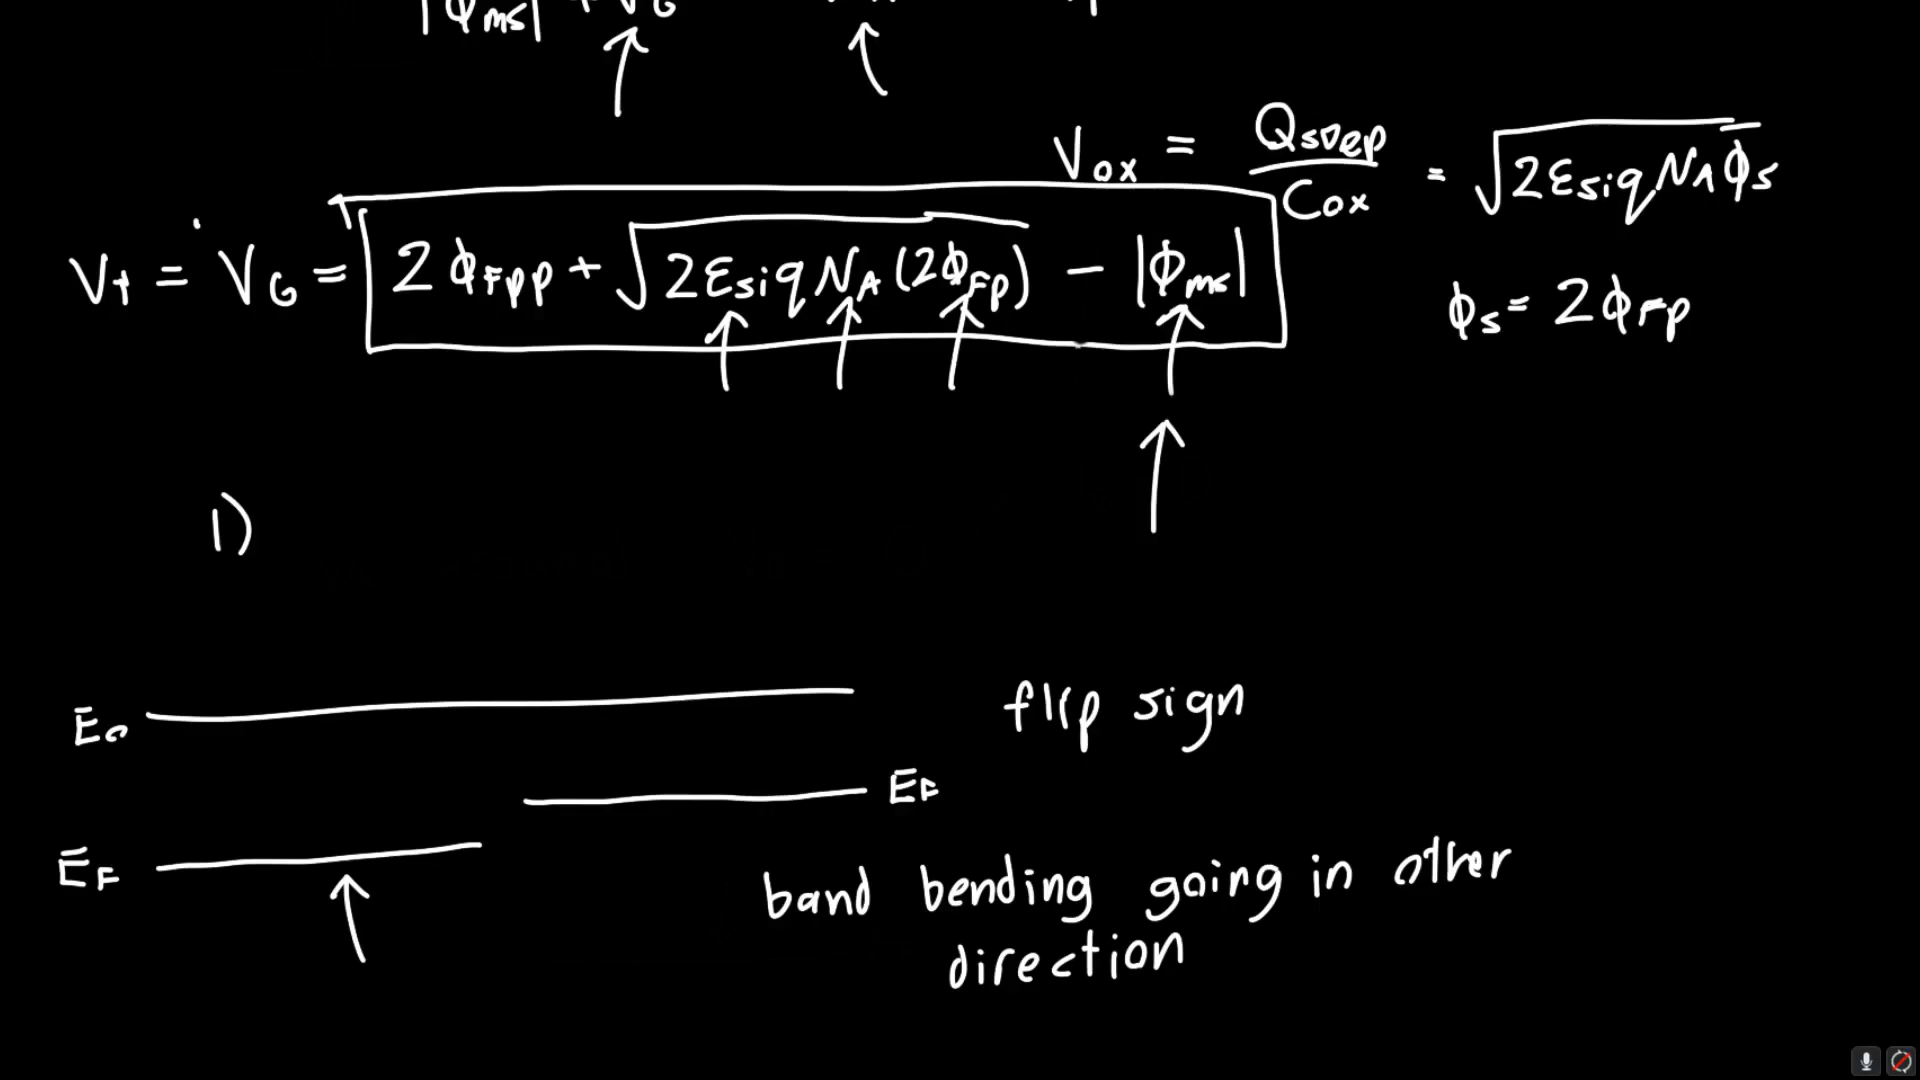 |ϕms| + VG
Vox = QsDep / Cox = √2εsiqNAϕs
Vt = VG = 2ϕFpp + √2εsiqNA(2ϕFp) - |ϕms|
ϕs = 2ϕFp
1)
Ec
flip sign
EF
EF
band bending going in other
direction